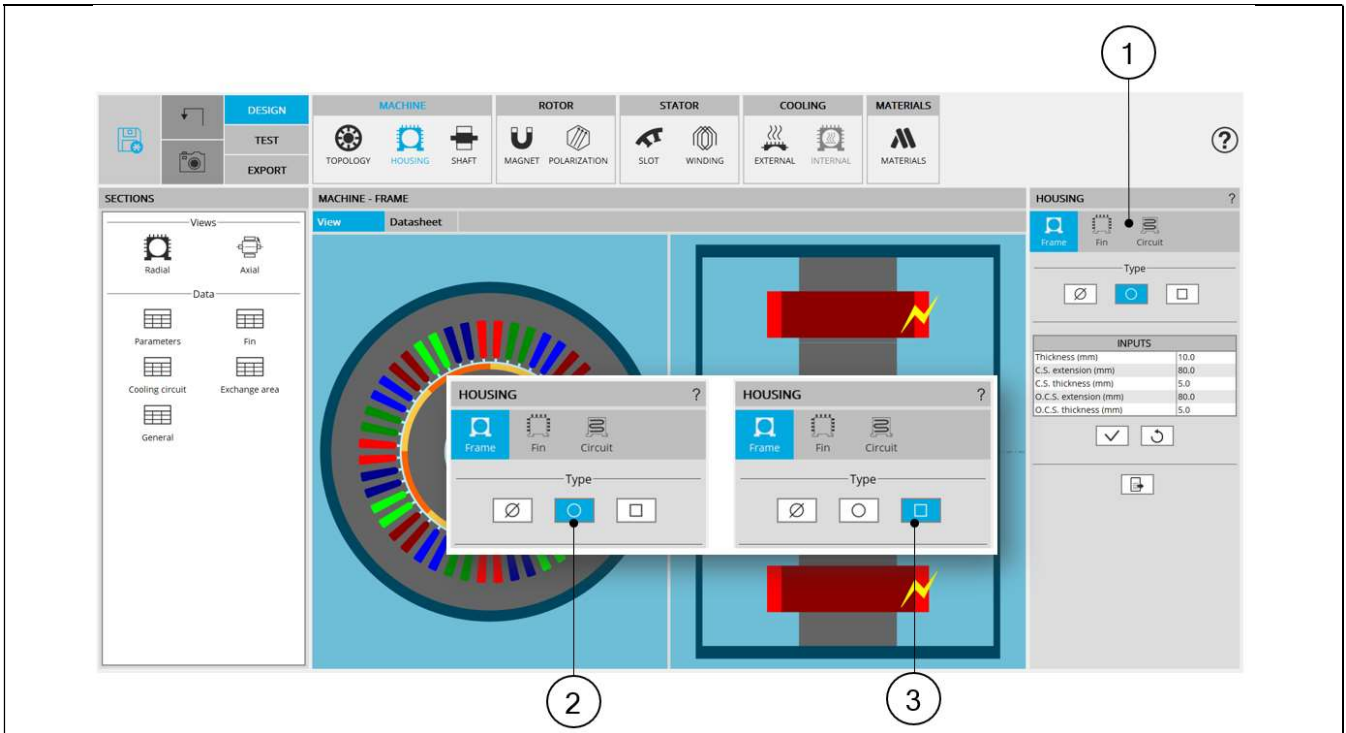 1
DESIGN
TEST
EXPORT
MACHINE
TOPOLOGY HOUSING SHAFT
ROTOR
MAGNET POLARIZATION
STATOR
SLOT WINDING
COOLING
EXTERNAL INTERNAL
MATERIALS
MATERIALS
?
SECTIONS
Views
Radial Axial
Data
Parameters Fin
Cooling circuit Exchange area
General
MACHINE - FRAME
View Datasheet
HOUSING ?
Frame Fin Circuit
Type
HOUSING ?
Frame Fin Circuit
Type
HOUSING ?
Frame Fin Circuit
Type
INPUTS
Thickness (mm) 10.0
C.S. extension (mm) 80.0
C.S. thickness (mm) 5.0
O.C.S. extension (mm) 80.0
O.C.S. thickness (mm) 5.0
2
3